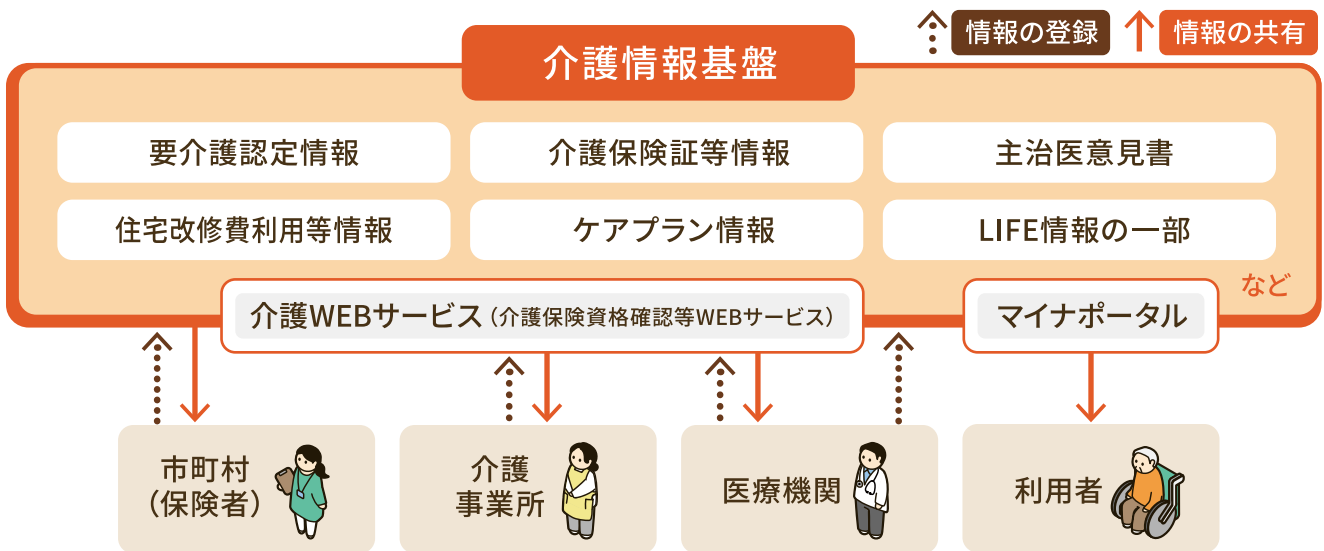 情報の登録
情報の共有
介護情報基盤
要介護認定情報
介護保険証等情報
主治医意見書
住宅改修費利用等情報
ケアプラン情報
LIFE情報の一部
など
介護WEBサービス（介護保険資格確認等WEBサービス）
マイナポータル
市町村
（保険者）
介護
事業所
医療機関
利用者